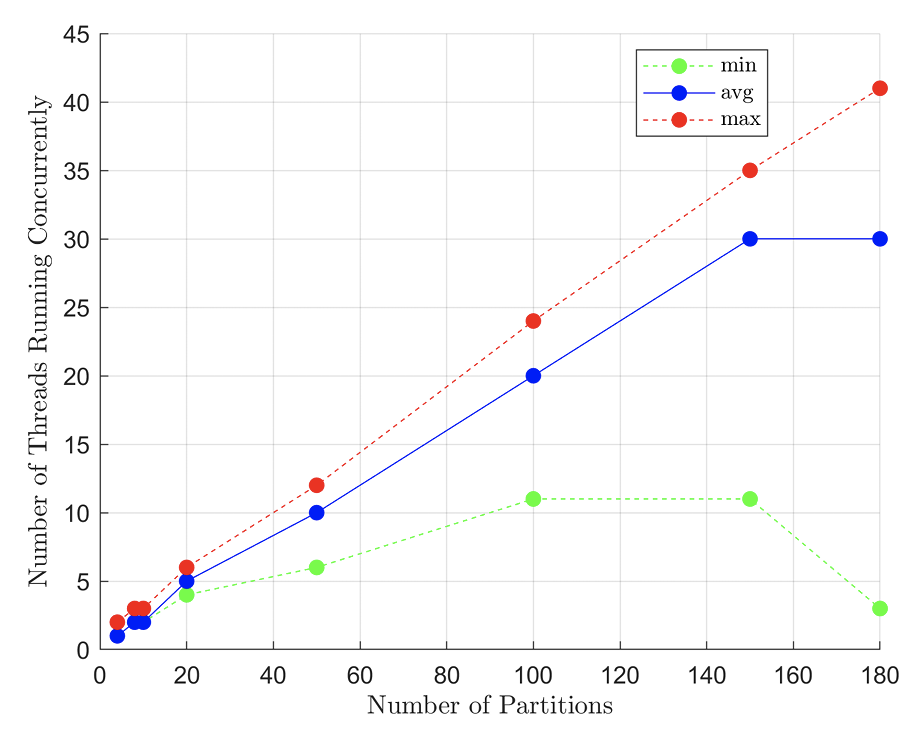 45
40
35
30
25
20
15
10
5
0
min
avg
max
Number of Threads Running Concurrently
0 20 40 60 80 100 120 140 160 180
Number of Partitions